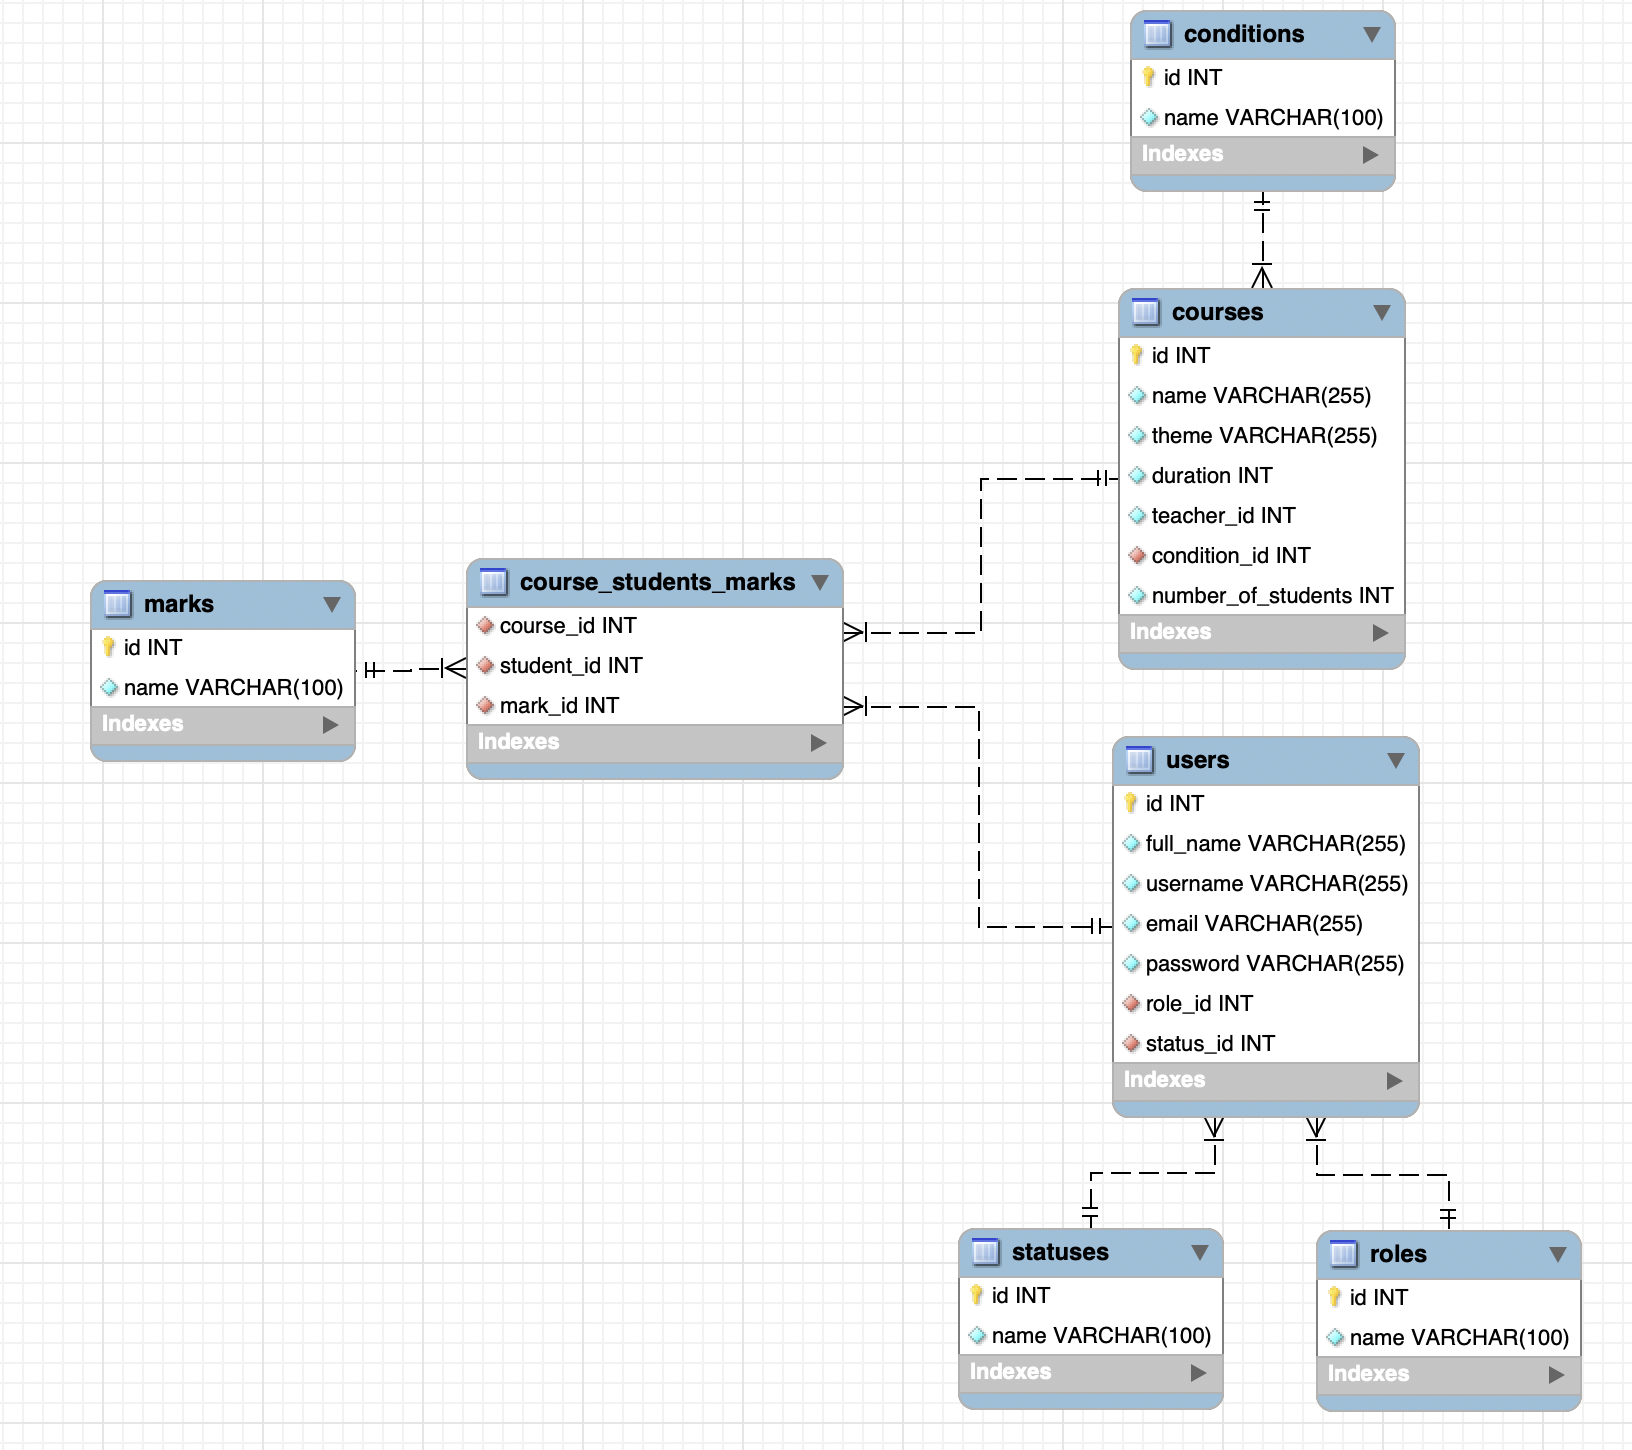 conditions
id INT
name VARCHAR(100)
Indexes
courses
id INT
name VARCHAR(255)
theme VARCHAR(255)
duration INT
teacher_id INT
condition_id INT
number_of_students INT
Indexes
marks
id INT
name VARCHAR(100)
Indexes
course_students_marks
course_id INT
student_id INT
mark_id INT
Indexes
users
id INT
full_name VARCHAR(255)
username VARCHAR(255)
email VARCHAR(255)
password VARCHAR(255)
role_id INT
status_id INT
Indexes
statuses
id INT
name VARCHAR(100)
Indexes
roles
id INT
name VARCHAR(100)
Indexes